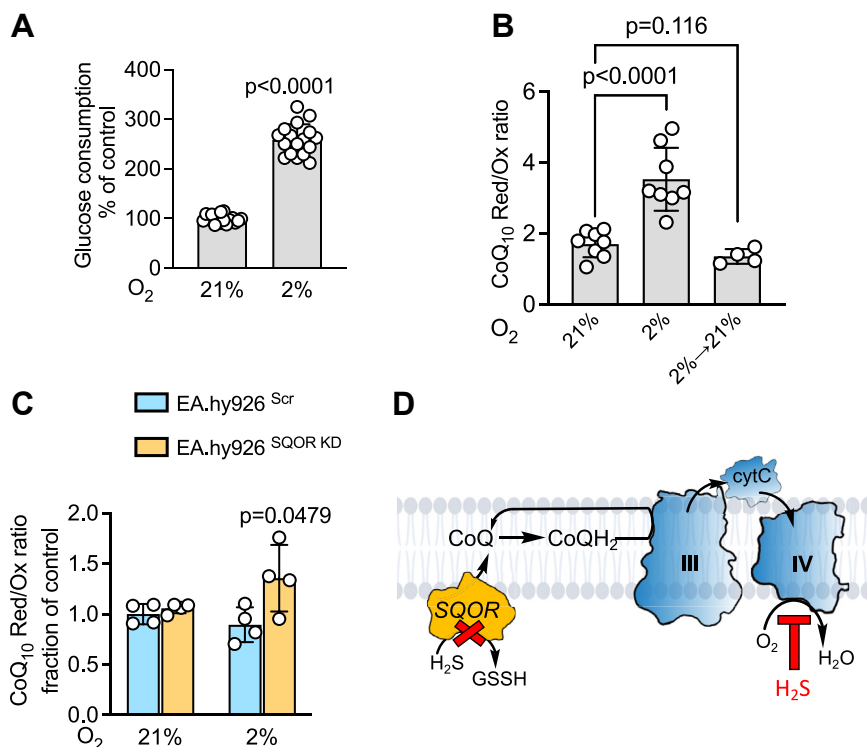 A
Glucose consumption
% of control
400
300
200
100
0
p<0.0001
O₂
21%
2%
B
CoQ₁₀ Red/Ox ratio
6
4
2
0
p=0.116
p<0.0001
O₂
21%
2%
2%→21%
C
EA.hy926 Scr
EA.hy926 SQOR KD
CoQ₁₀ Red/Ox ratio
fraction of control
2.0
1.5
1.0
0.5
0.0
p=0.0479
O₂
21%
2%
D
cytC
CoQ
CoQH₂
III
IV
SQOR
H₂S
GSSH
O₂
H₂O
H₂S